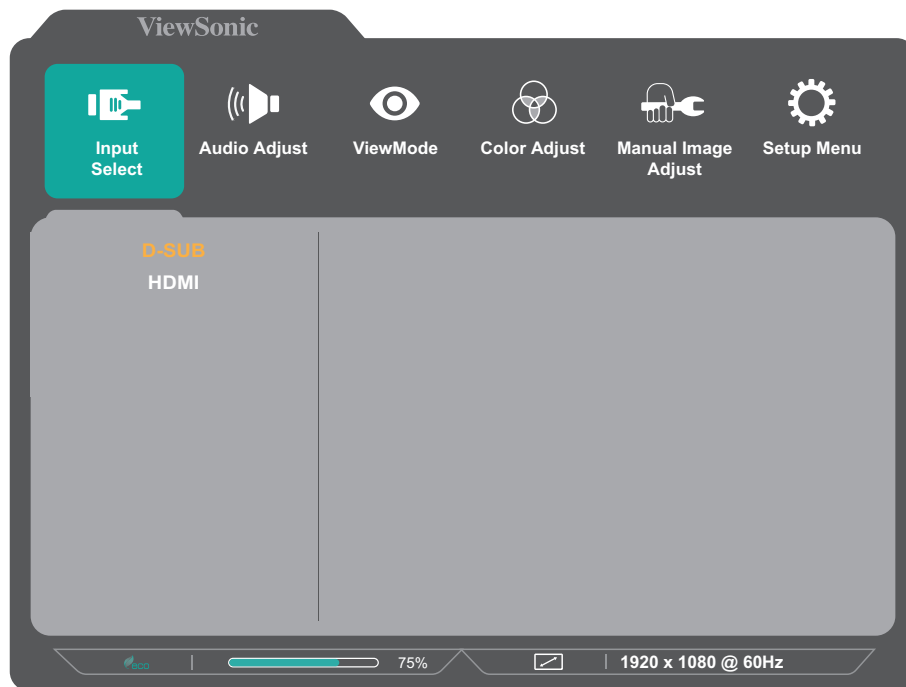 ViewSonic
Input
Select
Audio Adjust
ViewMode
Color Adjust
Manual Image
Adjust
Setup Menu
D-SUB
HDMI
eco
75%
1920 x 1080 @ 60Hz